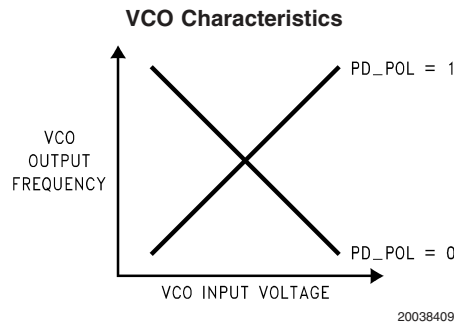 VCO Characteristics
PD_POL = 1
VCO
OUTPUT
FREQUENCY
PD_POL = 0
VCO INPUT VOLTAGE
20038409